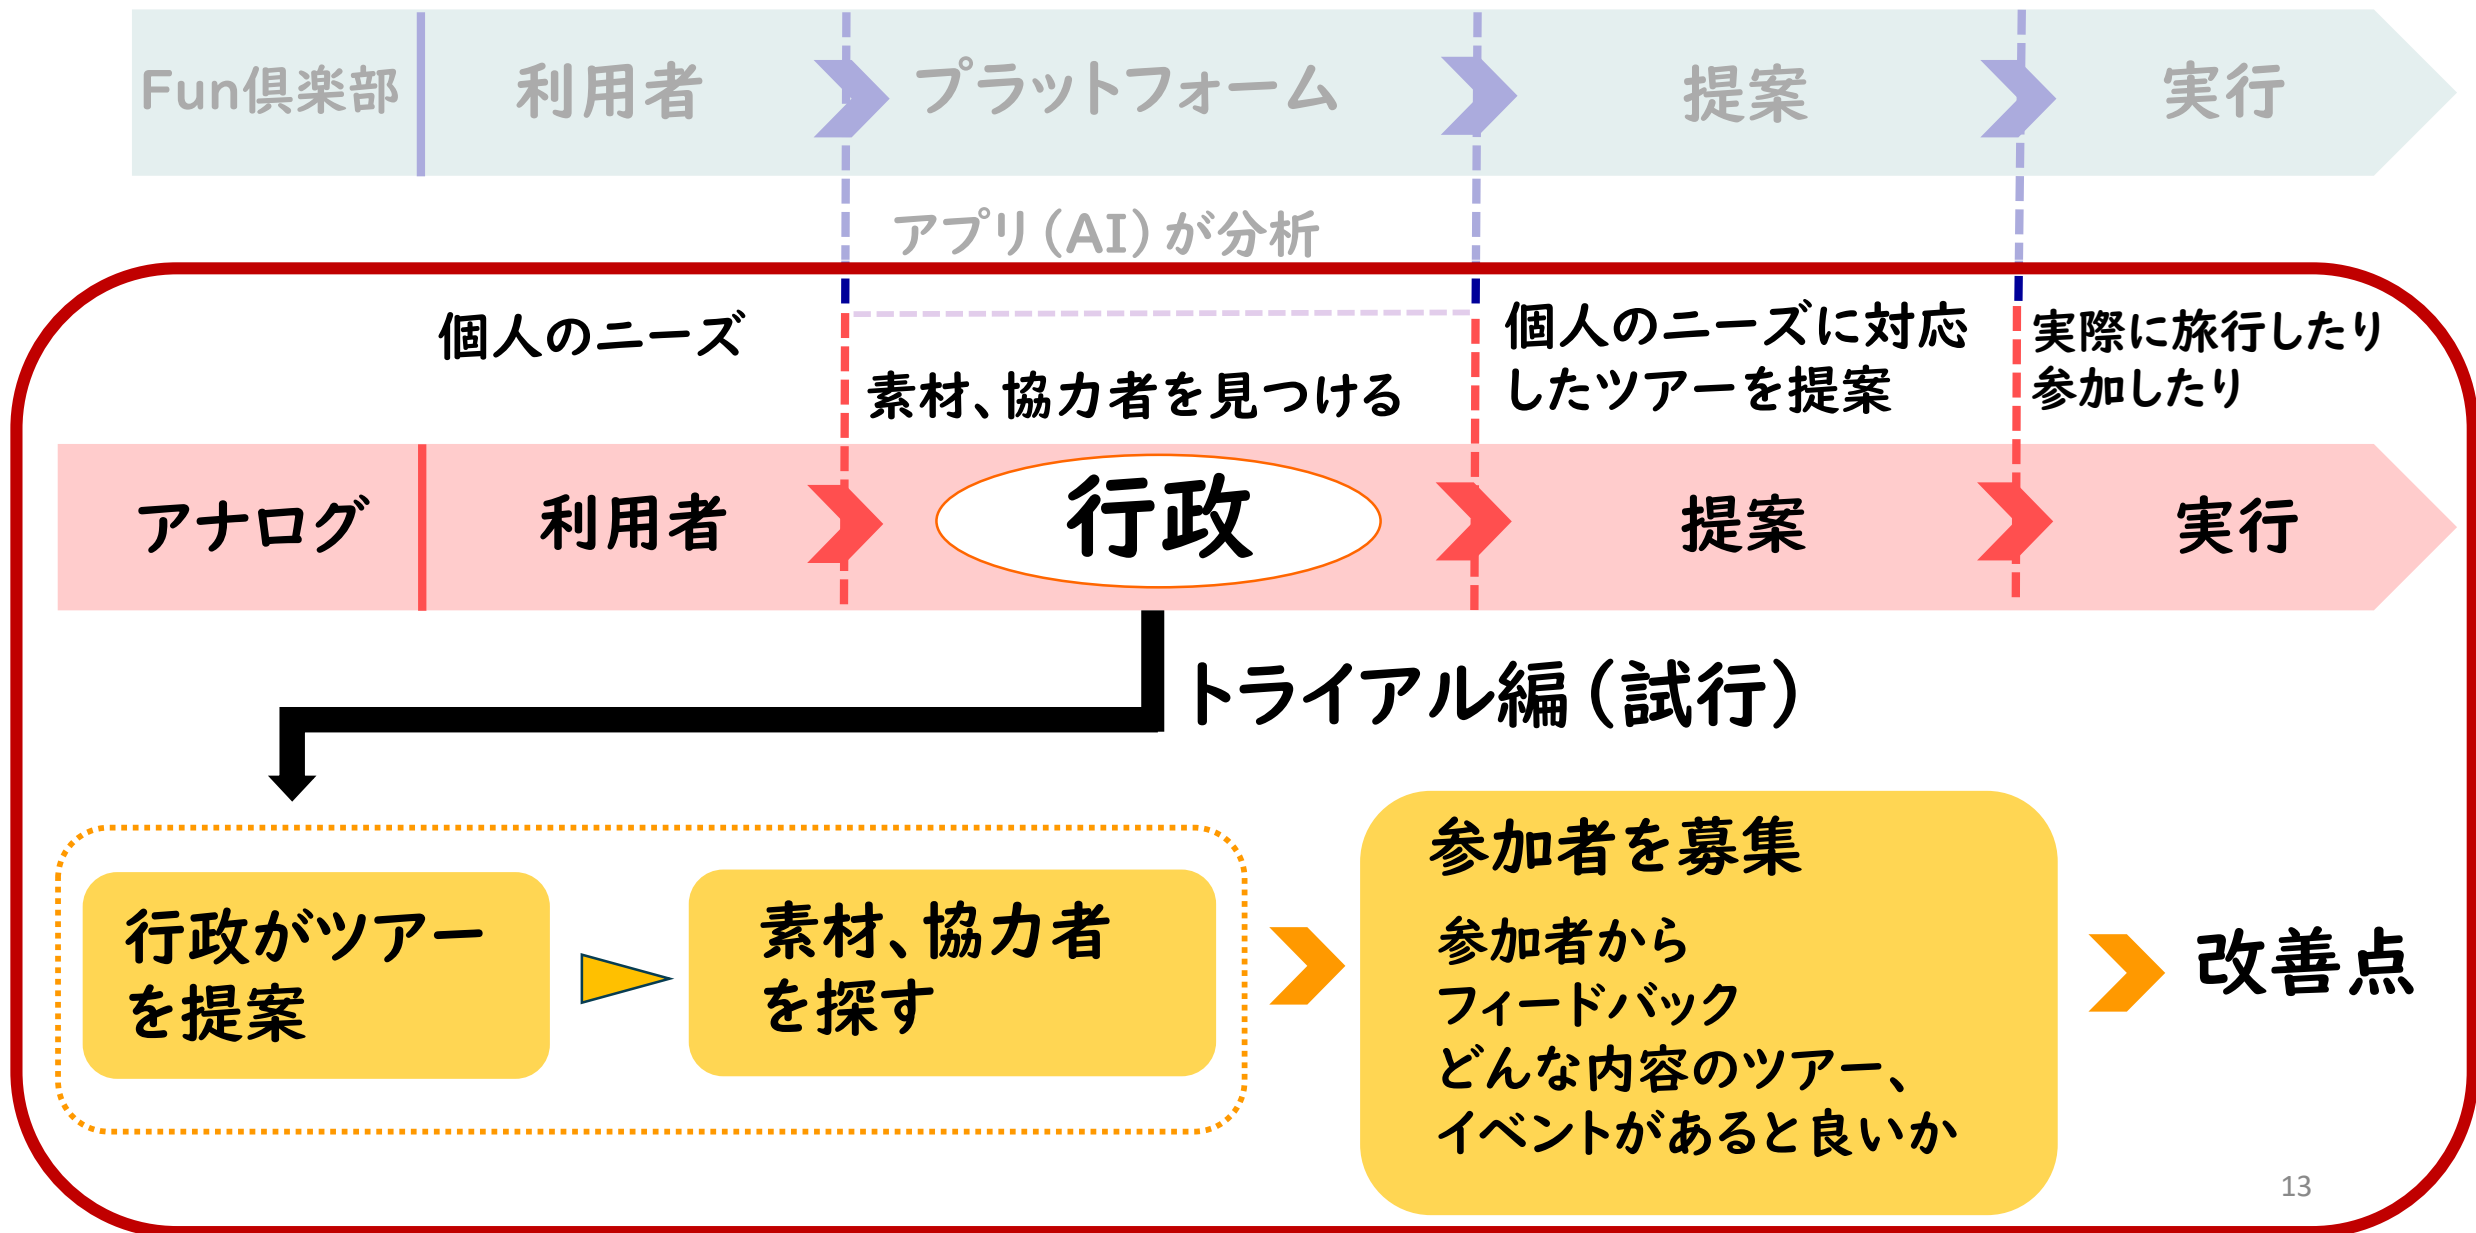 Fun倶楽部
利用者
プラットフォーム
提案
実行
アプリ(AI)が分析
個人のニーズ
素材、協力者を見つける
個人のニーズに対応
したツアーを提案
実際に旅行したり
参加したり
アナログ
利用者
行政
提案
実行
トライアル編(試行)
行政がツアー
を提案
素材、協力者
を探す
参加者を募集
参加者から
フィードバック
どんな内容のツアー、
イベントがあると良いか
改善点
13